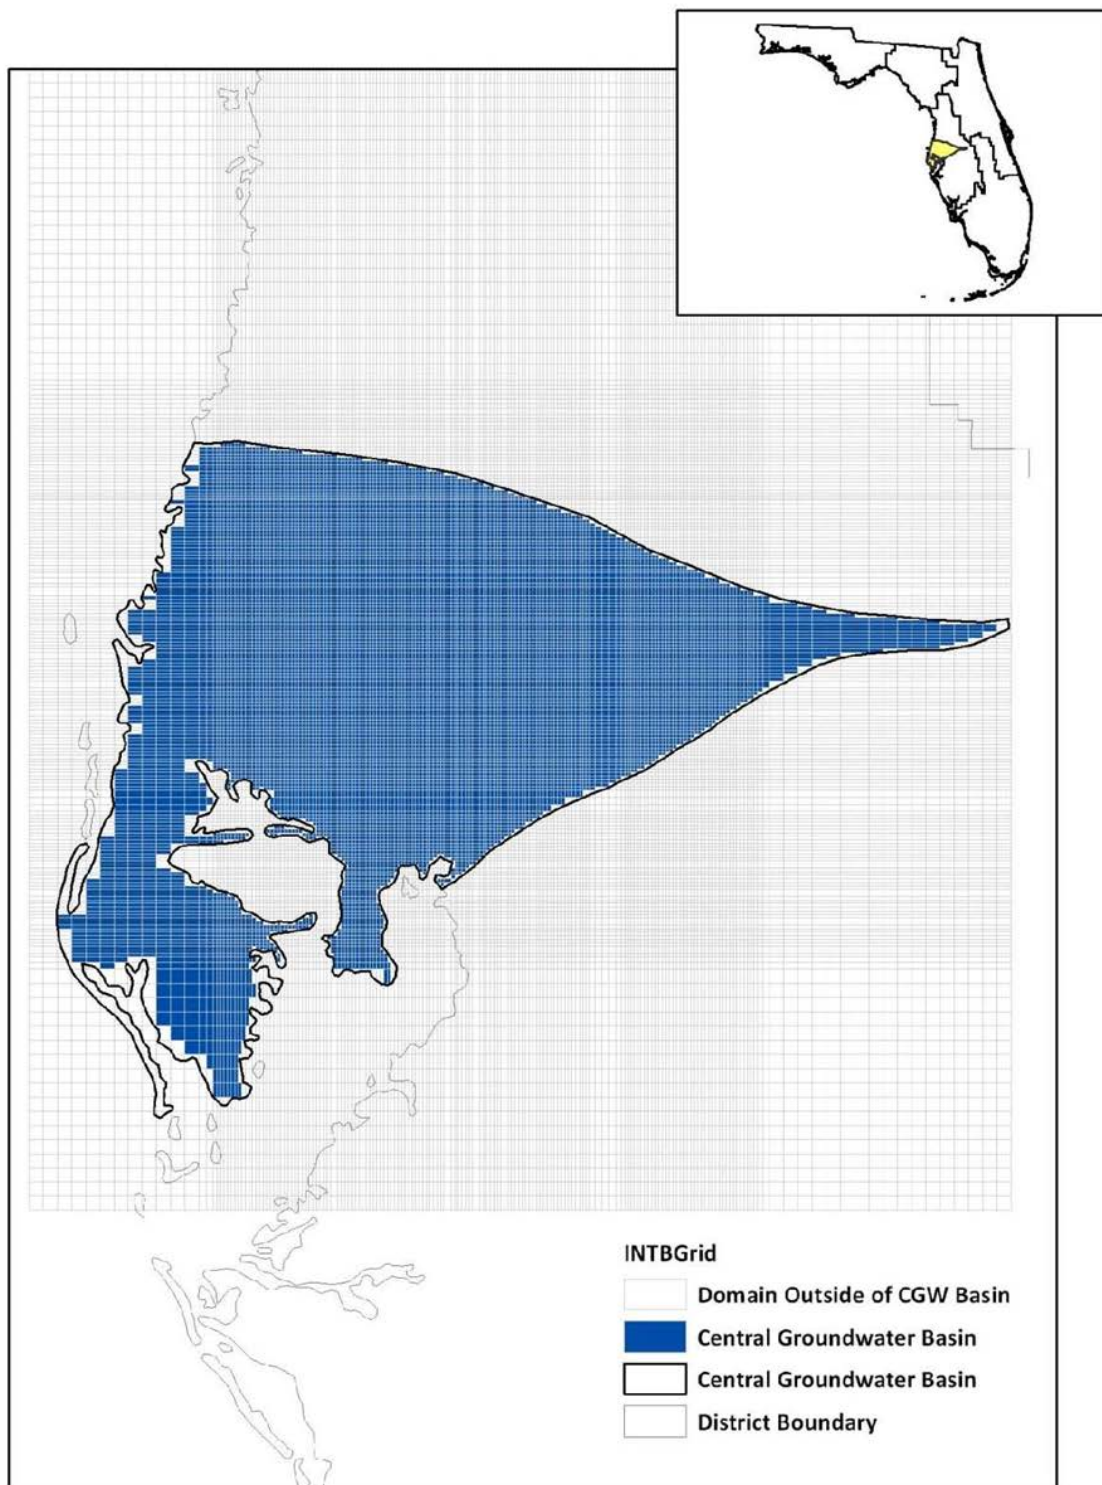 INTBGrid
Domain Outside of CGW Basin
Central Groundwater Basin
Central Groundwater Basin
District Boundary